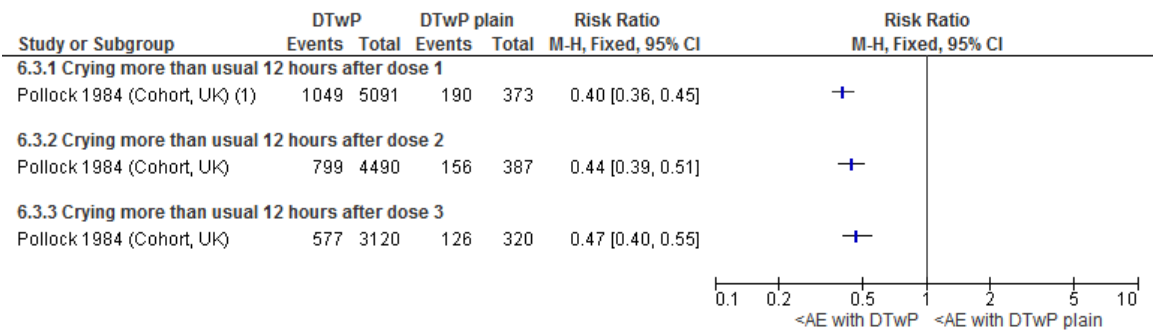 DTwP DTwP plain Risk Ratio Risk Ratio
Study or Subgroup Events Total Events Total M-H, Fixed, 95% CI M-H, Fixed, 95% CI
6.3.1 Crying more than usual 12 hours after dose 1
Pollock 1984 (Cohort, UK) (1) 1049 5091 190 373 0.40 [0.36, 0.45]
6.3.2 Crying more than usual 12 hours after dose 2
Pollock 1984 (Cohort, UK) 799 4490 156 387 0.44 [0.39, 0.51]
6.3.3 Crying more than usual 12 hours after dose 3
Pollock 1984 (Cohort, UK) 577 3120 126 320 0.47 [0.40, 0.55]
0.1 0.2 0.5 1 2 5 10
<AE with DTwP <AE with DTwP plain